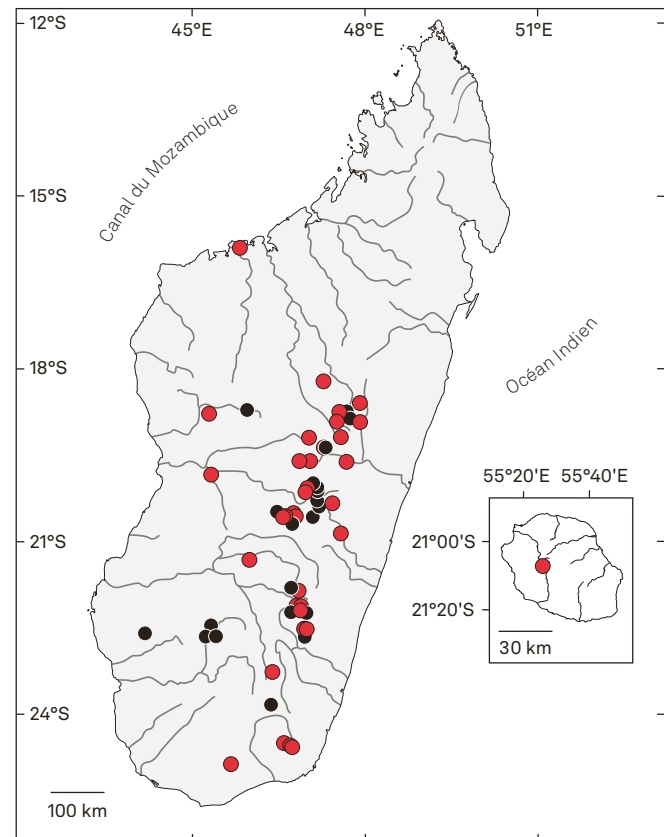 12°S
45°E
48°E
51°E
Canal du Mozambique
15°S
Océan Indien
18°S
55°20'E
55°40'E
21°S
21°00'S
21°20'S
30 km
24°S
100 km